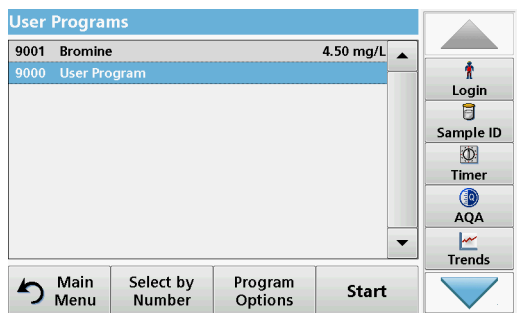 User Programs
9001 Bromine 4.50 mg/L
9000 User Program
Login
Sample ID
Timer
AQA
Trends
Main
Menu
Select by
Number
Program
Options
Start